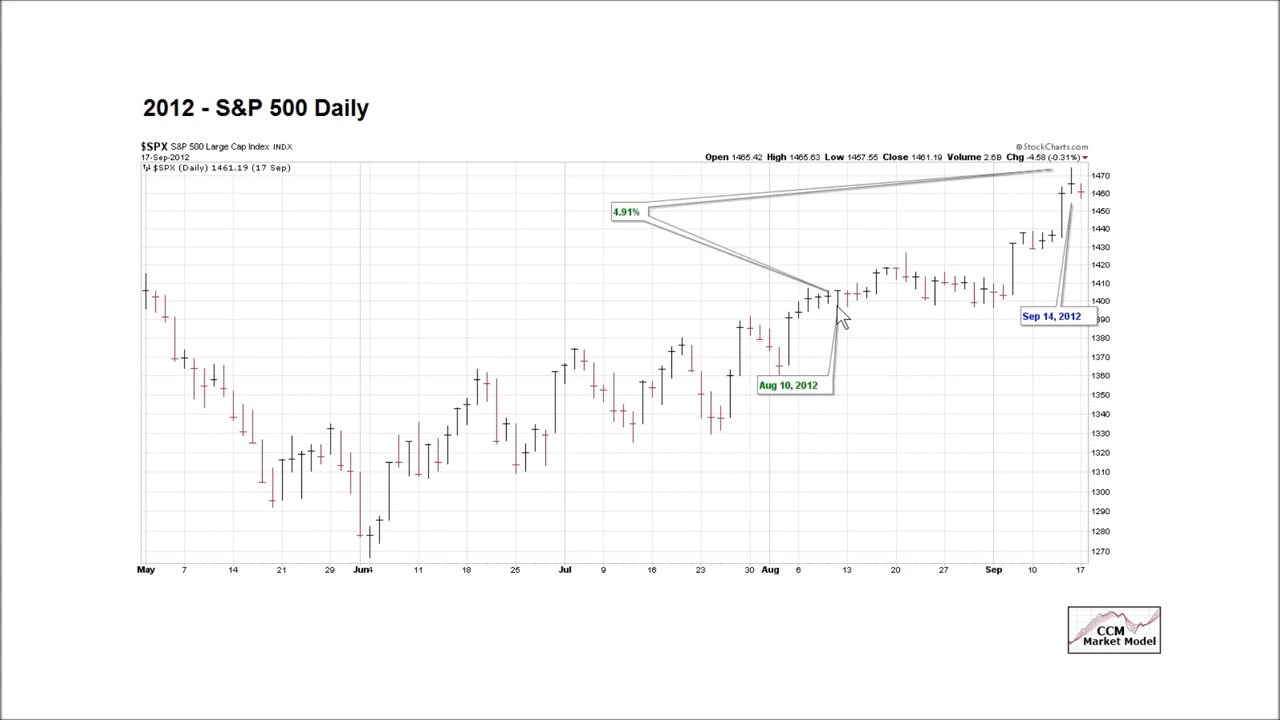 2012 - S&P 500 Daily
$SPX S&P 500 Large Cap Index INDX
© StockCharts.com
17-Sep-2012
Open 1465.42 High 1465.63 Low 1457.55 Close 1461.19 Volume 2.6B Chg -4.58 (-0.31%)
$SPX (Daily) 1461.19 (17 Sep)
1470
1460
1450
1440
1430
1420
1410
1400
1390
1380
1370
1360
1350
1340
1330
1320
1310
1300
1290
1280
1270
4.91%
Sep 14, 2012
Aug 10, 2012
May 7 14 21 29 Jun 4 11 18 25 Jul 9 16 23 30 Aug 6 13 20 27 Sep 10 17
CCM
Market Model